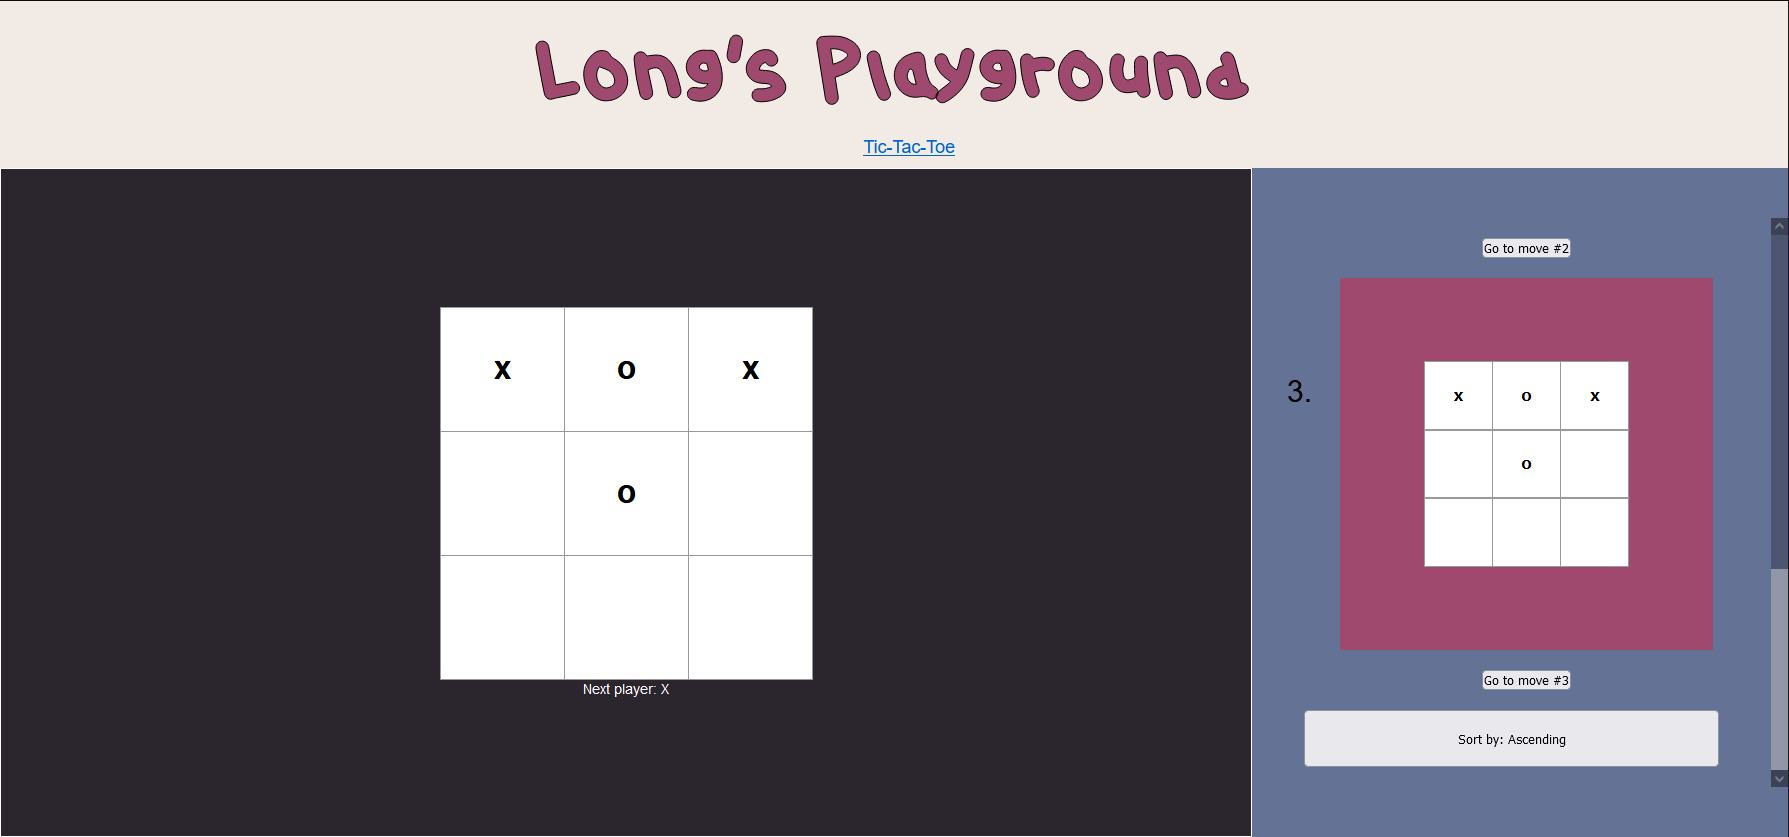 Long's Playground
Tic-Tac-Toe
x o x
o
Next player: X
Go to move #2
3.
x o x
o
Go to move #3
Sort by: Ascending